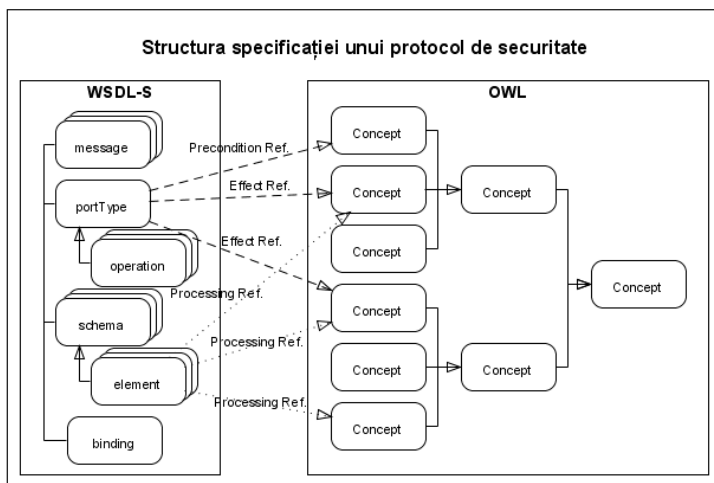 Structura specificației unui protocol de securitate
WSDL-S
OWL
message
Precondition Ref.
Concept
portType
Effect Ref.
Concept
Concept
operation
Effect Ref.
Concept
Processing Ref.
Concept
Concept
schema
Processing Ref.
element
Concept
Concept
Processing Ref.
Concept
binding